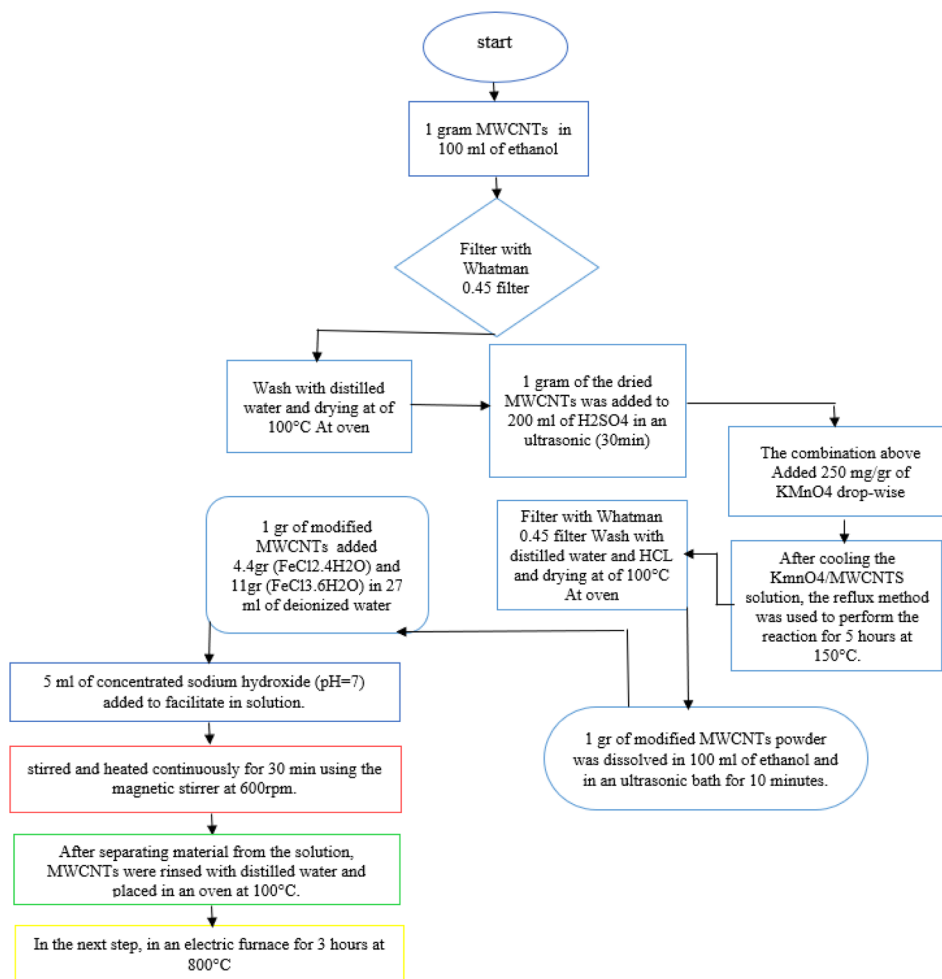 start
1 gram MWCNTs in
100 ml of ethanol
Filter with
Whatman
0.45 filter
Wash with distilled
water and drying at of
100°C At oven
1 gram of the dried
MWCNTs was added to
200 ml of H2SO4 in an
ultrasonic (30min)
The combination above
Added 250 mg/gr of
KMnO4 drop-wise
After cooling the
KmnO4/MWCNTS
solution, the reflux method
was used to perform the
reaction for 5 hours at
150°C.
Filter with Whatman
0.45 filter Wash with
distilled water and HCL
and drying at of 100°C
At oven
1 gr of modified MWCNTs powder
was dissolved in 100 ml of ethanol and
in an ultrasonic bath for 10 minutes.
1 gr of modified
MWCNTs added
4.4gr (FeCl2.4H2O) and
11gr (FeCl3.6H2O) in 27
ml of deionized water
5 ml of concentrated sodium hydroxide (pH=7)
added to facilitate in solution.
stirred and heated continuously for 30 min using the
magnetic stirrer at 600rpm.
After separating material from the solution,
MWCNTs were rinsed with distilled water and
placed in an oven at 100°C.
In the next step, in an electric furnace for 3 hours at
800°C